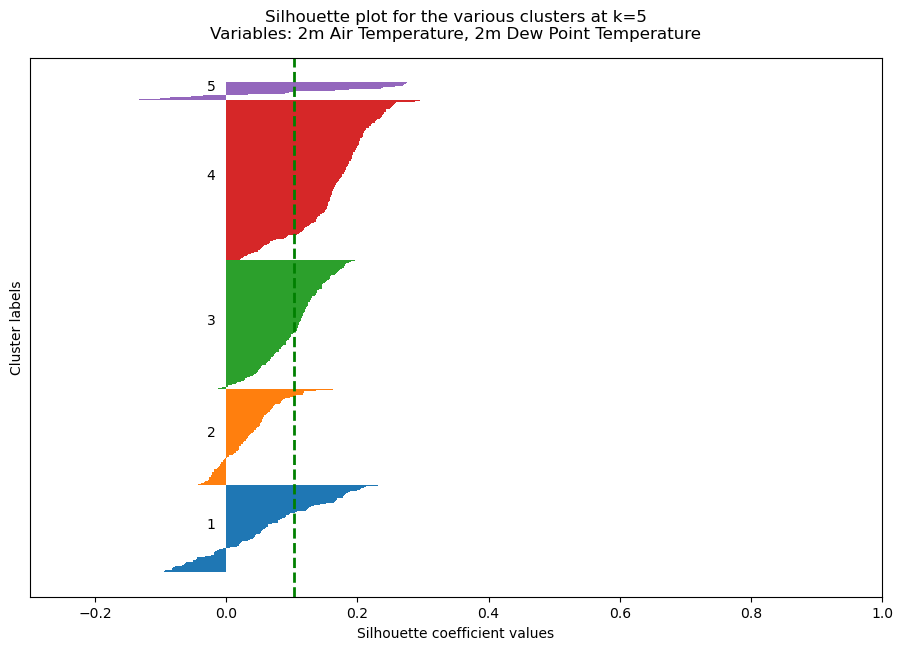 Silhouette plot for the various clusters at k=5
Variables: 2m Air Temperature, 2m Dew Point Temperature
5
4
3
2
1
Cluster labels
−0.2 0.0 0.2 0.4 0.6 0.8 1.0
Silhouette coefficient values